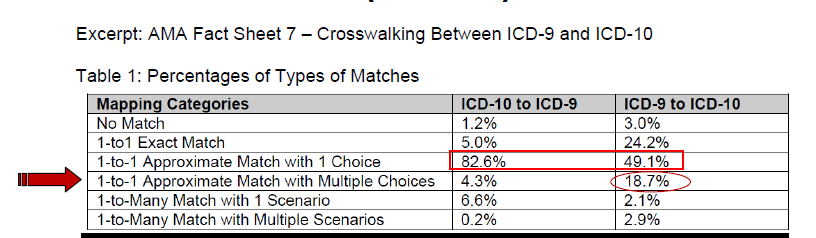 Excerpt: AMA Fact Sheet 7 – Crosswalking Between ICD-9 and ICD-10
Table 1: Percentages of Types of Matches
Mapping Categories ICD-10 to ICD-9 ICD-9 to ICD-10
No Match 1.2% 3.0%
1-to1 Exact Match 5.0% 24.2%
1-to-1 Approximate Match with 1 Choice 82.6% 49.1%
1-to-1 Approximate Match with Multiple Choices 4.3% 18.7%
1-to-Many Match with 1 Scenario 6.6% 2.1%
1-to-Many Match with Multiple Scenarios 0.2% 2.9%